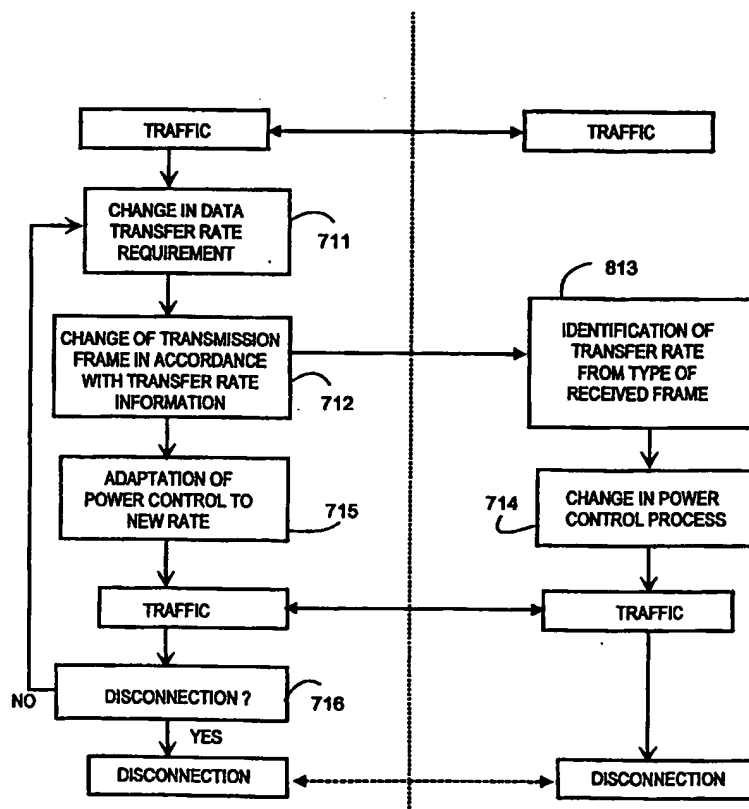 TRAFFIC
TRAFFIC
CHANGE IN DATA
TRANSFER RATE
REQUIREMENT
711
813
CHANGE OF TRANSMISSION
FRAME IN ACCORDANCE
WITH TRANSFER RATE
INFORMATION
712
IDENTIFICATION OF
TRANSFER RATE
FROM TYPE OF
RECEIVED FRAME
ADAPTATION OF
POWER CONTROL TO
NEW RATE
715
714
CHANGE IN POWER
CONTROL PROCESS
TRAFFIC
TRAFFIC
NO
DISCONNECTION ?
716
YES
DISCONNECTION
DISCONNECTION